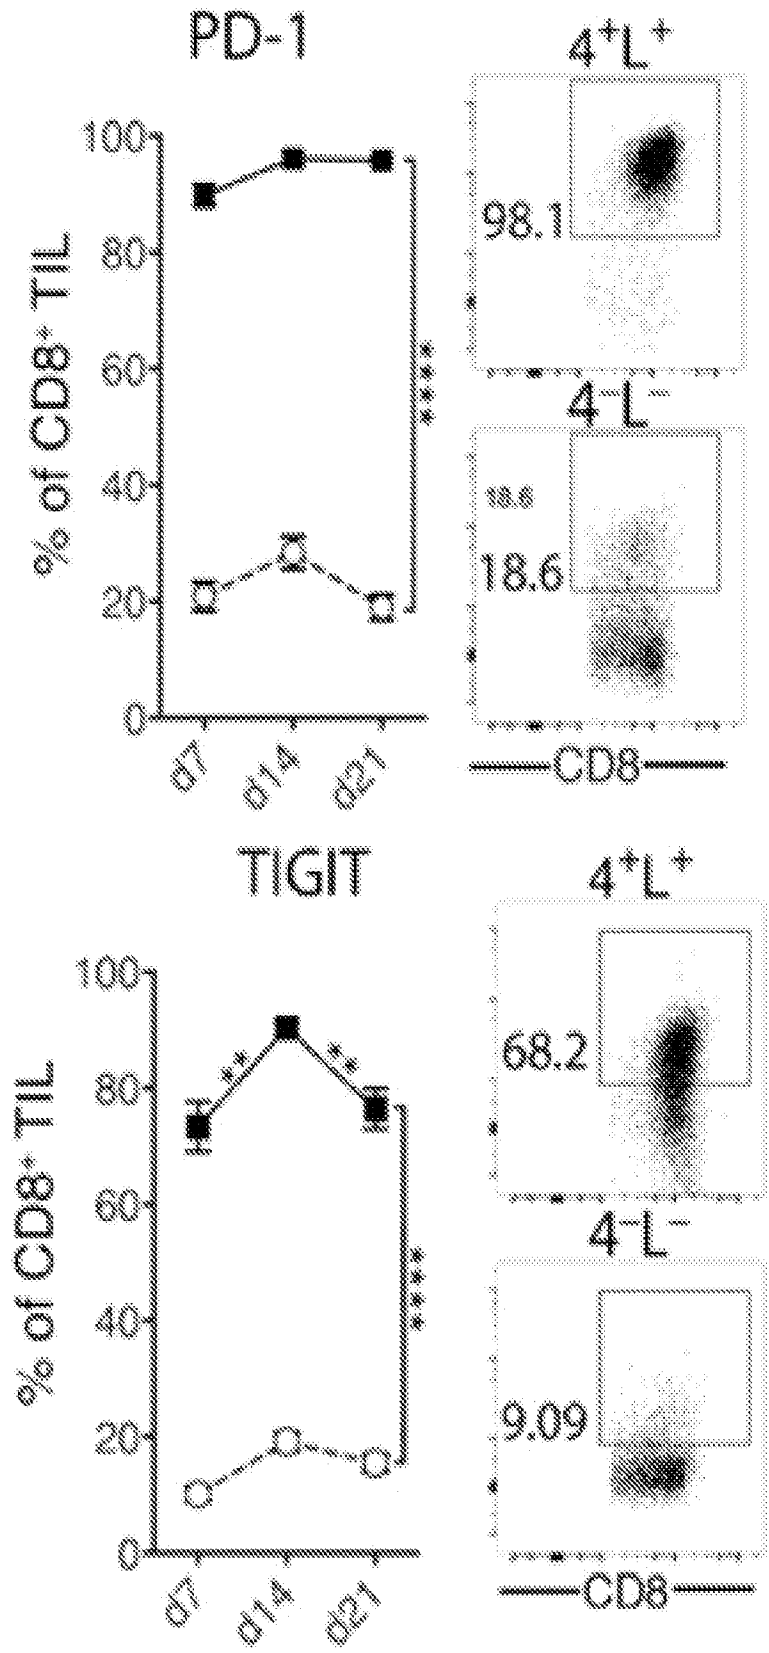 PD-1
4⁺L⁺
100
80
60
40
20
0
% of CD8⁺ TIL
****
d7
d14
d21
98.1
4⁻L⁻
18.6
18.6
CD8
TIGIT
4⁺L⁺
100
80
60
40
20
0
% of CD8⁺ TIL
**
**
****
d7
d14
d21
68.2
4⁻L⁻
9.09
CD8